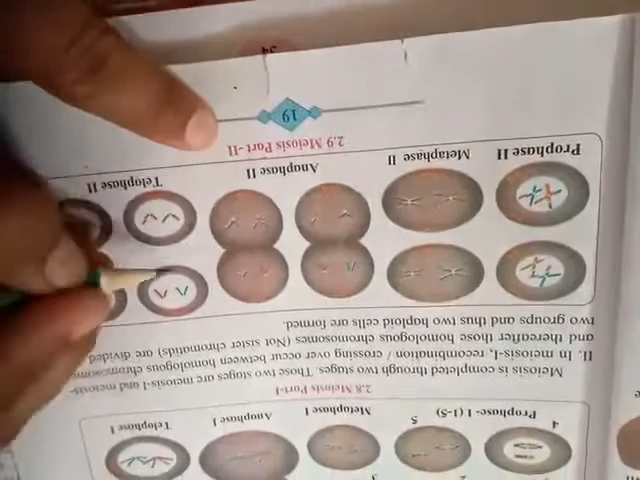 4 5
Prophase- I (1-5) Metaphase I Anaphase I Telophase I
2.8 Meiosis Part-I
Meiosis is completed through two stages. Those two stages are meiosis-I and meiosis-
II. In meiosis-I, recombination / crossing over occur between homologous chromosomes
and thereafter those homologous chromosomes (Not sister chromatids) are divided
two groups and thus two haploid cells are formed.
Prophase II Metaphase II Anaphase II Telophase II
2.9 Meiosis Part-II-
19